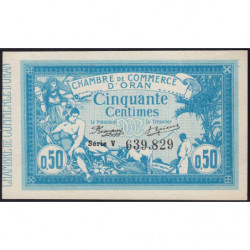 CHAMBRE DE COMMERCE D'ORAN
CHAMBRE DE COMMERCE
D'ORAN
Cinquante
Centimes
Le Président
Le Trésorier
Série V 639.829
0,50
0,50